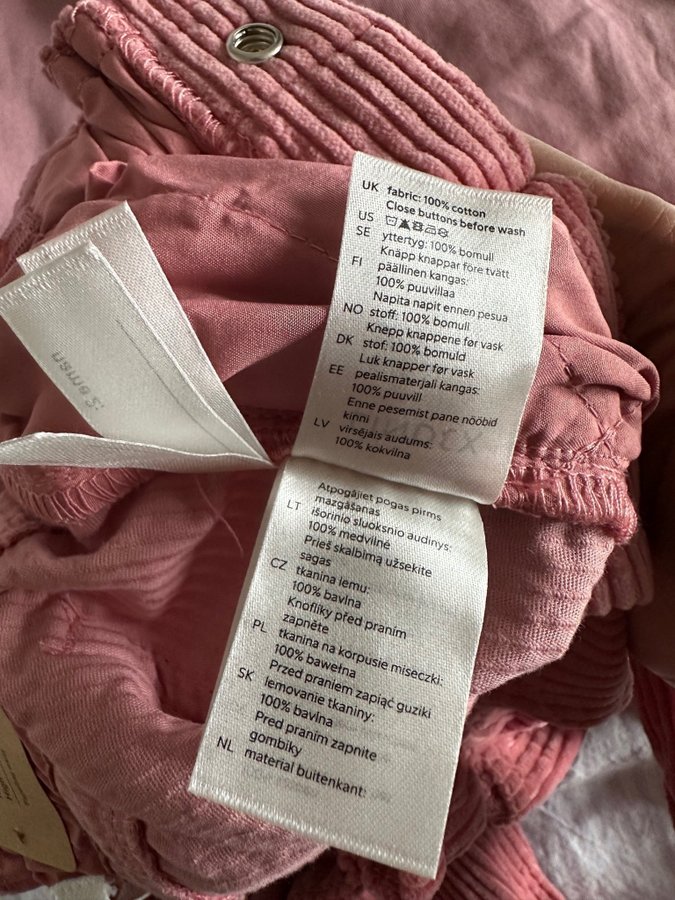 UK fabric: 100% cotton
Close buttons before wash
US
SE yttertyg: 100% bomull
Knäpp knappar före tvätt
FI päällinen kangas:
100% puuvillaa
Napita napit ennen pesua
NO stoff: 100% bomull
Knepp knappene før vask
DK stof: 100% bomuld
Luk knapper før vask
EE pealismaterjali kangas:
100% puuvill
Enne pesemist pane nööbid
kinni
LV virsējais audums:
100% kokvilna
Atpogājiet pogas pirms
mazgāšanas
LT išorinio sluoksnio audinys:
100% medvilnė
Prieš skalbimą užsekite
sagas
CZ tkanina lemu:
100% bavlna
Knoflíky před praním
zapněte
PL tkanina na korpusie miseczki:
100% bawełna
Przed praniem zapiąć guziki
SK lemovanie tkaniny:
100% bavlna
Pred praním zapnite
gombíky
NL material buitenkant: